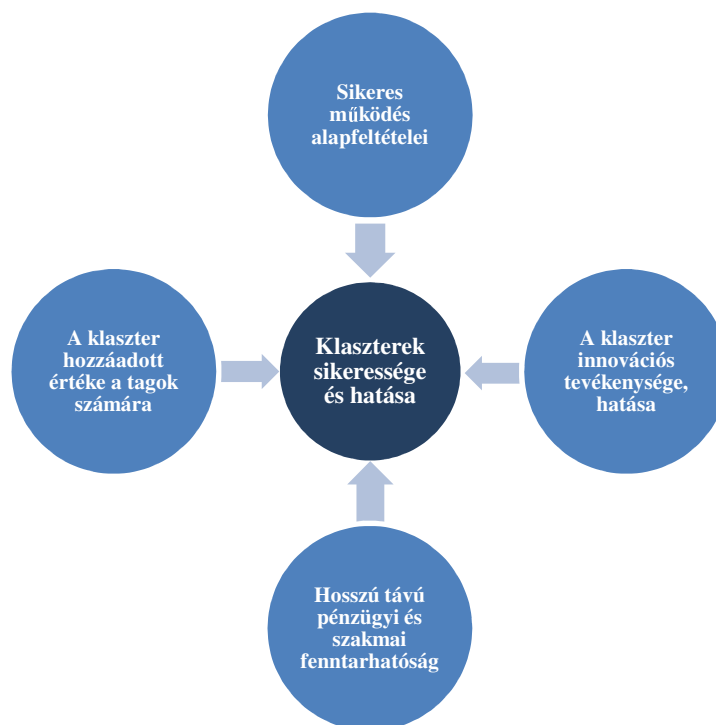 Sikeres
működés
alapfeltételei
A klaszter
hozzáadott
értéke a tagok
számára
Klaszterek
sikeressége
és hatása
A klaszter
innovációs
tevékenysége,
hatása
Hosszú távú
pénzügyi és
szakmai
fenntarhatóság